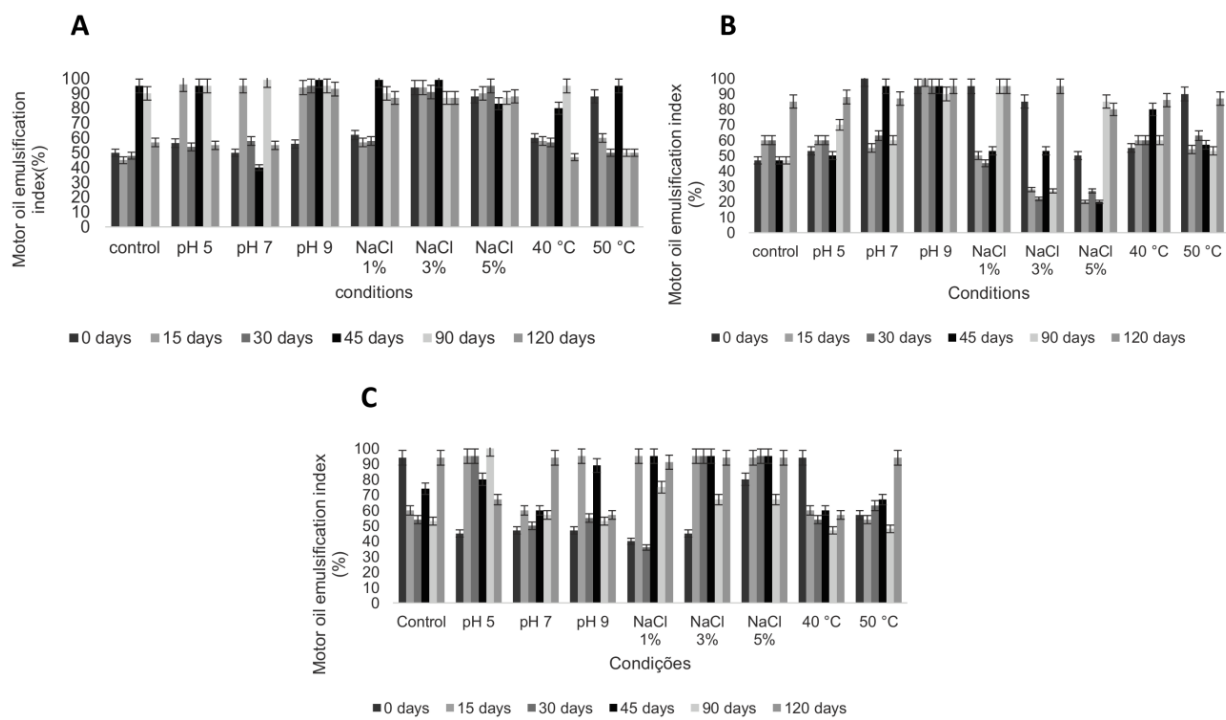 A
Motor oil emulsification
index(%)
100
90
80
70
60
50
40
30
20
10
0
control pH 5 pH 7 pH 9 NaCl NaCl NaCl 40 °C 50 °C
1% 3% 5%
conditions
0 days 15 days 30 days 45 days 90 days 120 days
B
Motor oil emulsification index
(%)
100
90
80
70
60
50
40
30
20
10
0
control pH 5 pH 7 pH 9 NaCl NaCl NaCl 40 °C 50 °C
1% 3% 5%
Conditions
0 days 15 days 30 days 45 days 90 days 120 days
C
Motor oil emulsification index
(%)
100
90
80
70
60
50
40
30
20
10
0
Control pH 5 pH 7 pH 9 NaCl NaCl NaCl 40 °C 50 °C
1% 3% 5%
Condições
0 days 15 days 30 days 45 days 90 days 120 days